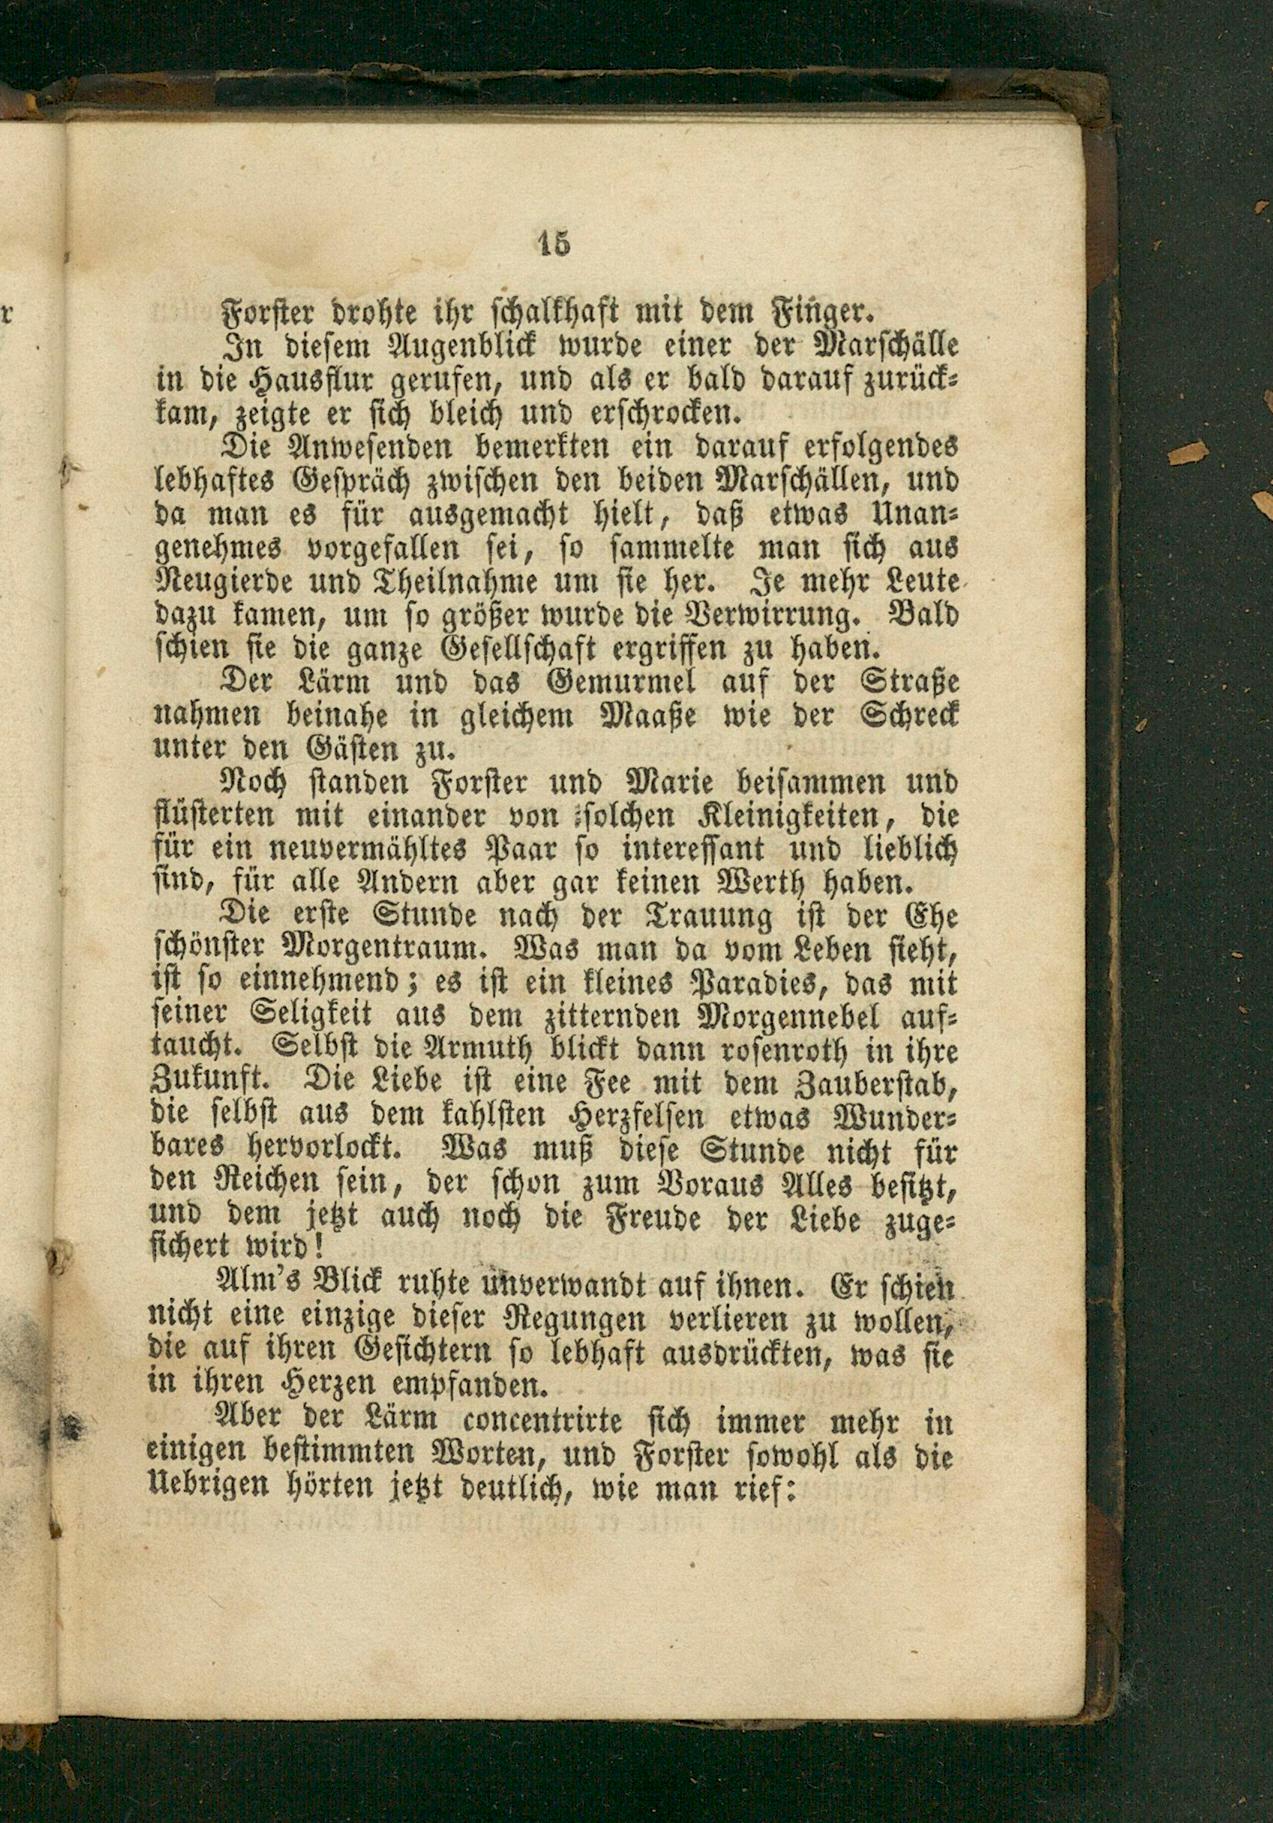 15
Forster drohte ihr schalkhaft mit dem Finger.
In diesem Augenblick wurde einer der Marschälle
in die Hausflur gerufen, und als er bald darauf zurück-
kam, zeigte er sich bleich und erschrocken.
Die Anwesenden bemerkten ein darauf erfolgendes
lebhaftes Gespräch zwischen den beiden Marschällen, und
da man es für ausgemacht hielt, daß etwas Unan-
genehmes vorgefallen sei, so sammelte man sich aus
Neugierde und Theilnahme um sie her. Je mehr Leute
dazu kamen, um so größer wurde die Verwirrung. Bald
schien sie die ganze Gesellschaft ergriffen zu haben.
Der Lärm und das Gemurmel auf der Straße
nahmen beinahe in gleichem Maaße wie der Schreck
unter den Gästen zu.
Noch standen Forster und Marie beisammen und
flüsterten mit einander von solchen Kleinigkeiten, die
für ein neuvermähltes Paar so interessant und lieblich
sind, für alle Andern aber gar keinen Werth haben.
Die erste Stunde nach der Trauung ist der Ehe
schönster Morgentraum. Was man da vom Leben sieht,
ist so einnehmend; es ist ein kleines Paradies, das mit
seiner Seligkeit aus dem zitternden Morgennebel auf-
taucht. Selbst die Armuth blickt dann rosenroth in ihre
Zukunft. Die Liebe ist eine Fee mit dem Zauberstab,
die selbst aus dem kahlsten Herzfelsen etwas Wunder-
bares hervorlockt. Was muß diese Stunde nicht für
den Reichen sein, der schon zum Voraus Alles besitzt,
und dem jetzt auch noch die Freude der Liebe zuge-
sichert wird!
Alm's Blick ruhte unverwandt auf ihnen. Er schien
nicht eine einzige dieser Regungen verlieren zu wollen,
die auf ihren Gesichtern so lebhaft ausdrückten, was sie
in ihren Herzen empfanden.
Aber der Lärm concentrirte sich immer mehr in
einigen bestimmten Worten, und Forster sowohl als die
Uebrigen hörten jetzt deutlich, wie man rief: